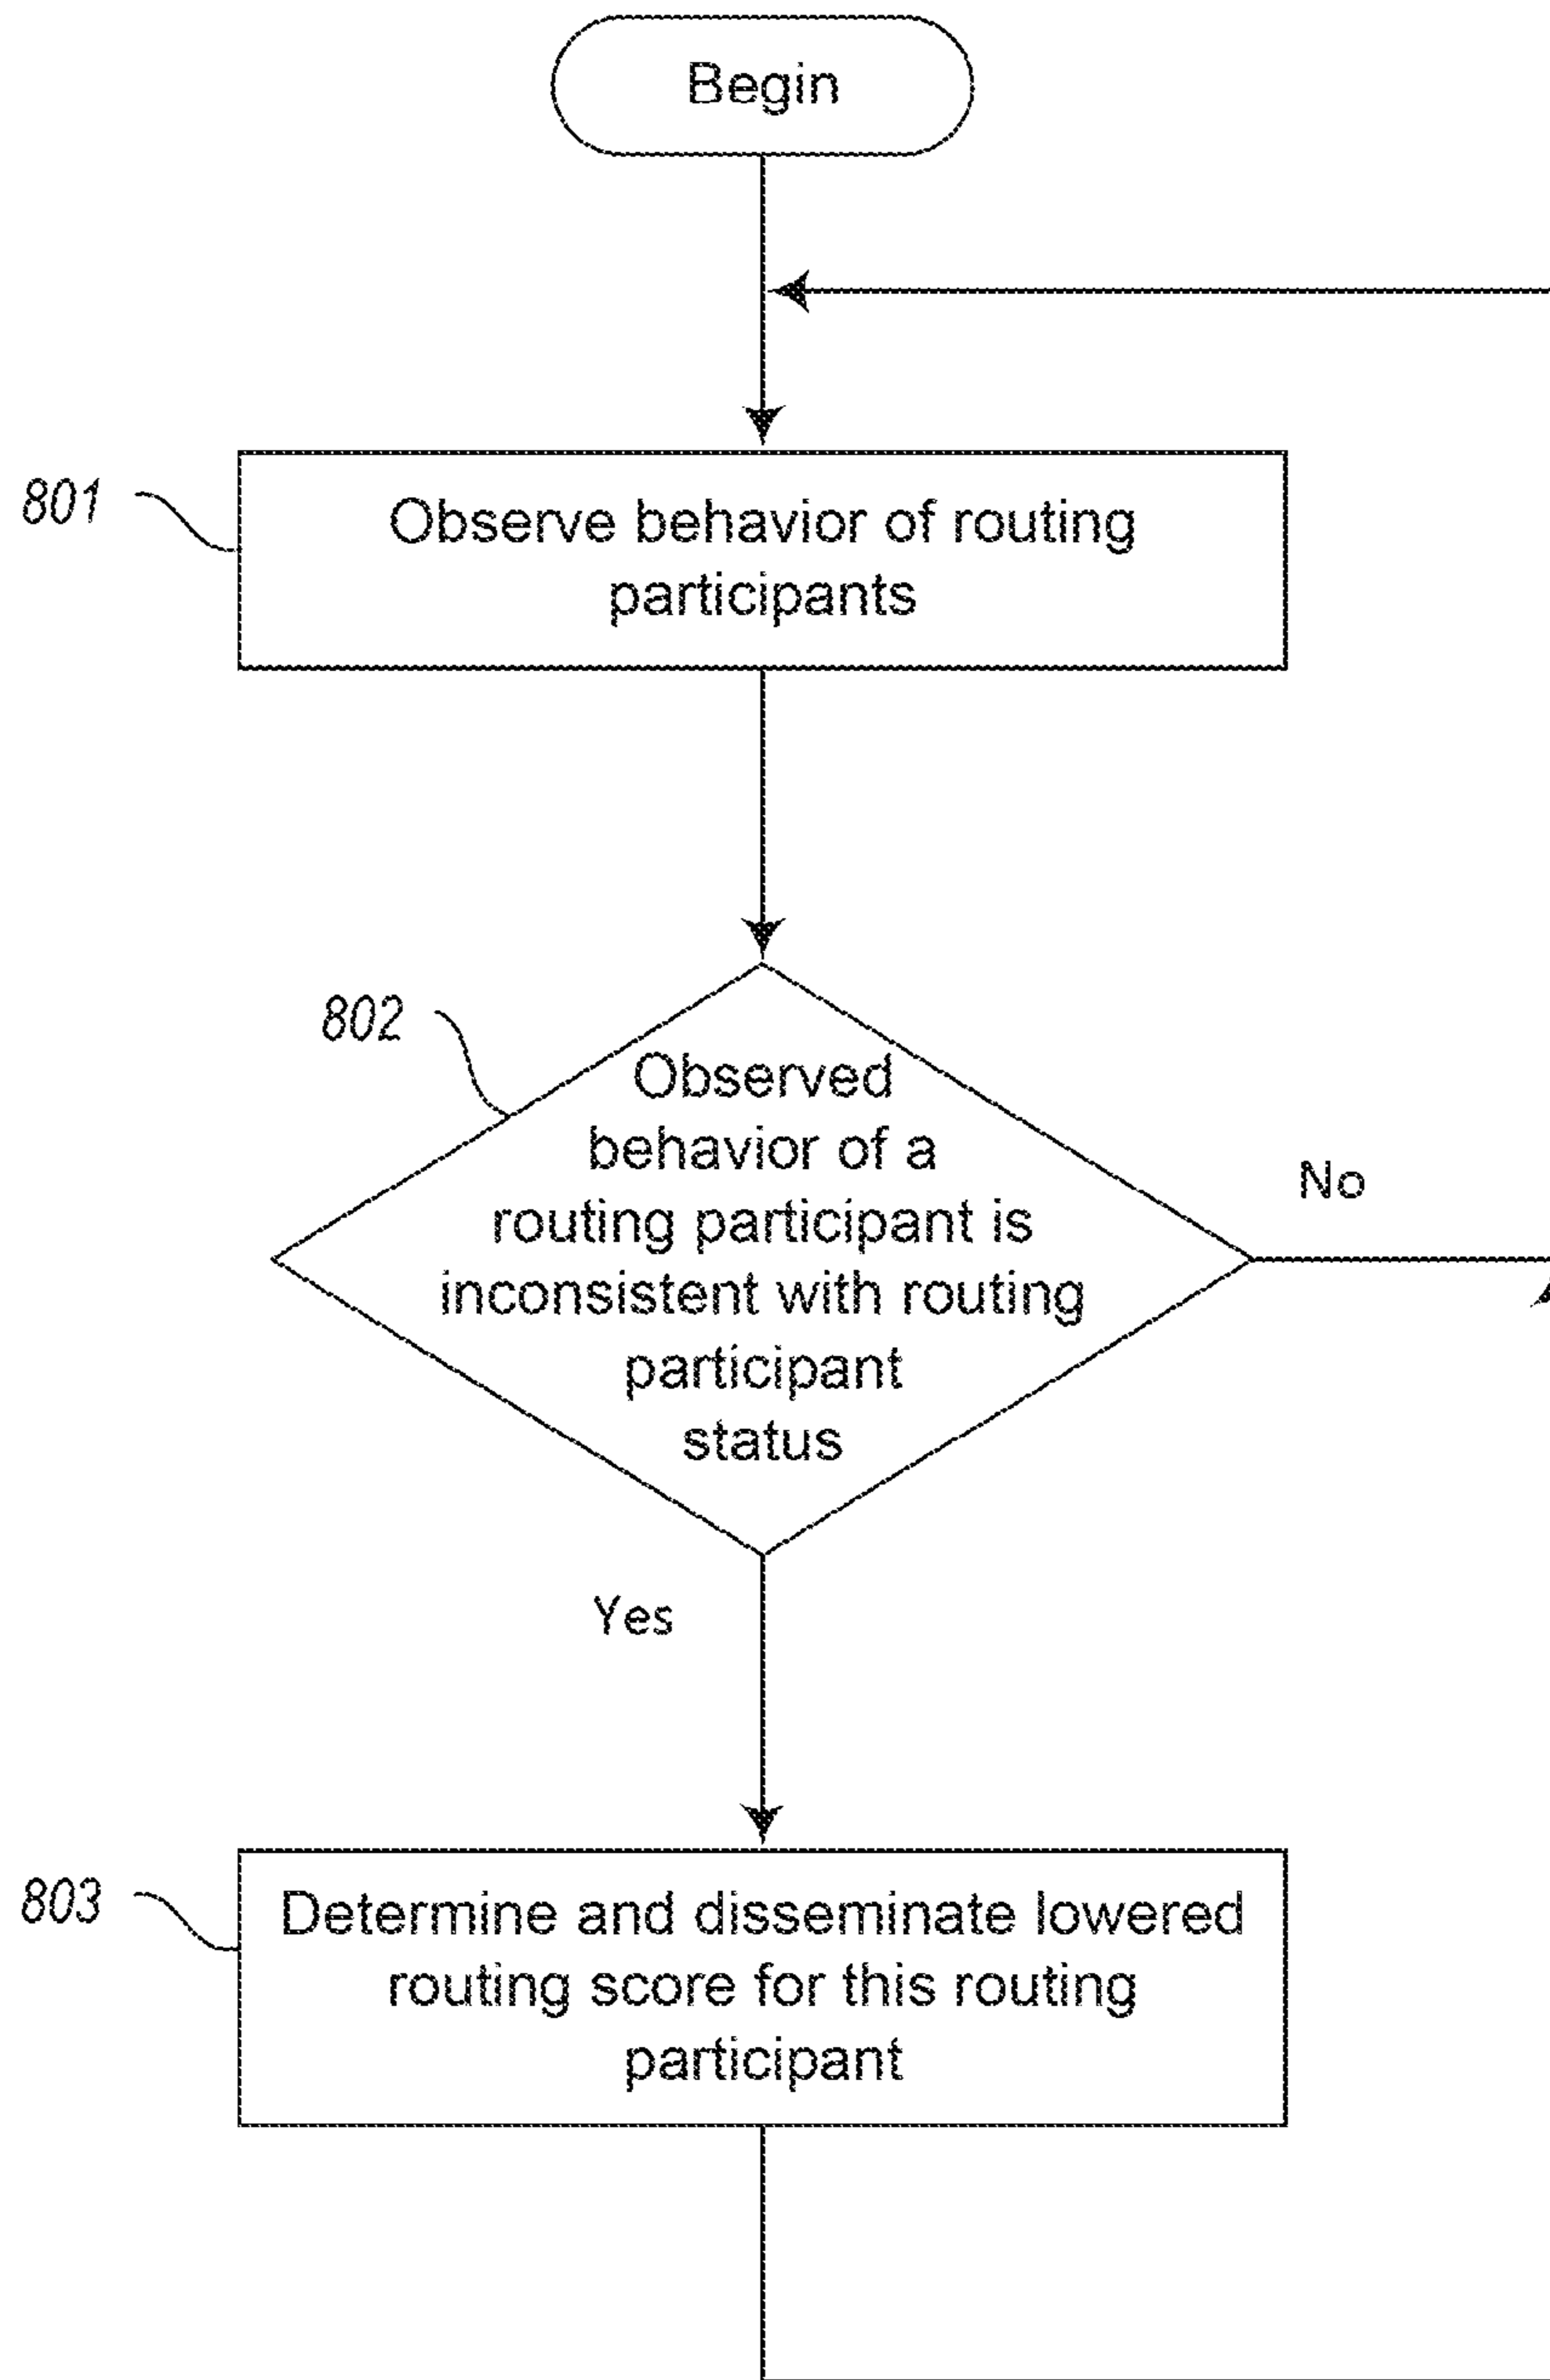 Begin
801
Observe behavior of routing
participants
802
Observed
behavior of a
routing participant is
inconsistent with routing
participant
status
No
Yes
803
Determine and disseminate lowered
routing score for this routing
participant